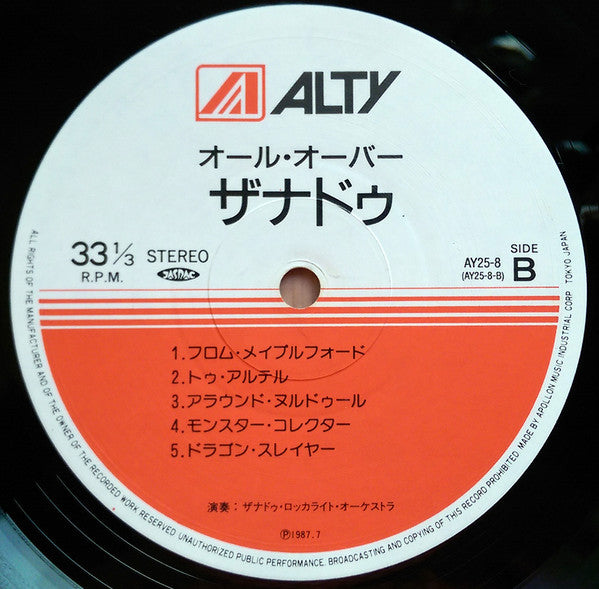 ALTY
オール・オーバー
ザナドゥ
33 1/3 STEREO
R.P.M.
JASRAC
SIDE
AY25-8 B
(AY25-8-B)
1.フロム・メイプルフォード
2.トゥ・アルテル
3.アラウンド・ヌルドゥール
4.モンスター・コレクター
5.ドラゴン・スレイヤー
演奏:ザナドゥ・ロッカライト・オーケストラ
Ⓟ1987.7
ALL RIGHTS OF THE MANUFACTURER AND OF THE OWNER OF THE RECORDED WORK RESERVED. UNAUTHORIZED PUBLIC PERFORMANCE. BROADCASTING AND COPYING OF THIS RECORD PROHIBITED. MADE BY APOLLON MUSIC INDUSTRIAL CORP. TOKYO JAPAN